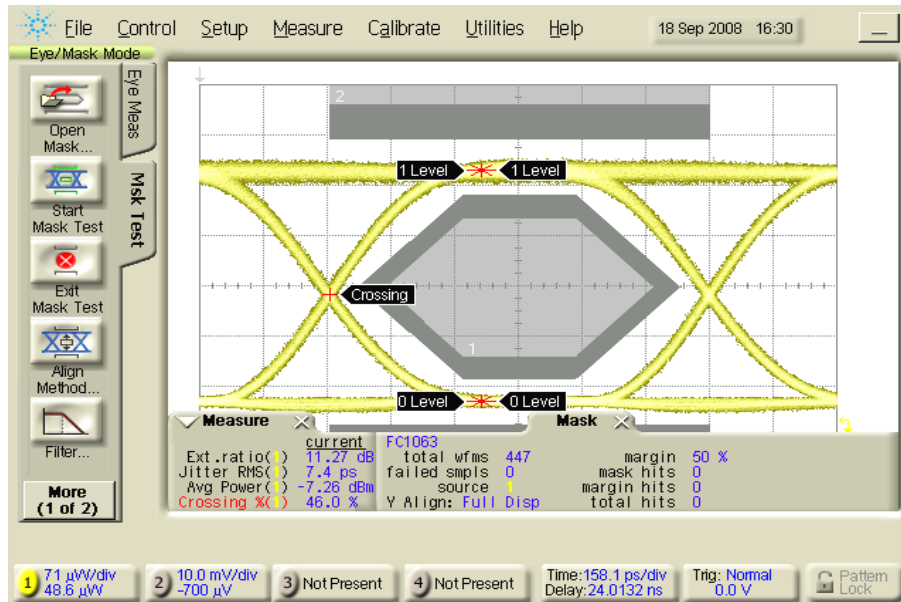 File Control Setup Measure Calibrate Utilities Help 18 Sep 2008 16:30
Eye/Mask Mode
Eye Meas
Msk Test
Open
Mask...
Start
Mask Test
Exit
Mask Test
Align
Method...
Filter...
More
(1 of 2)
2
1 Level 1 Level
Crossing
1
0 Level 0 Level
Measure
current
Ext.ratio(1) 11.27 dB
Jitter RMS(1) 7.4 ps
Avg Power(1) -7.26 dBm
Crossing %(1) 46.0 %
Mask
FC1063
total wfms 447 margin 50 %
failed smpls 0 mask hits 0
source 1 margin hits 0
Y Align: Full Disp total hits 0
1 71 µW/div
48.6 µW
2 10.0 mV/div
-700 µV
3 Not Present
4 Not Present
Time:158.1 ps/div
Delay:24.0132 ns
Trig: Normal
0.0 V
Pattern
Lock